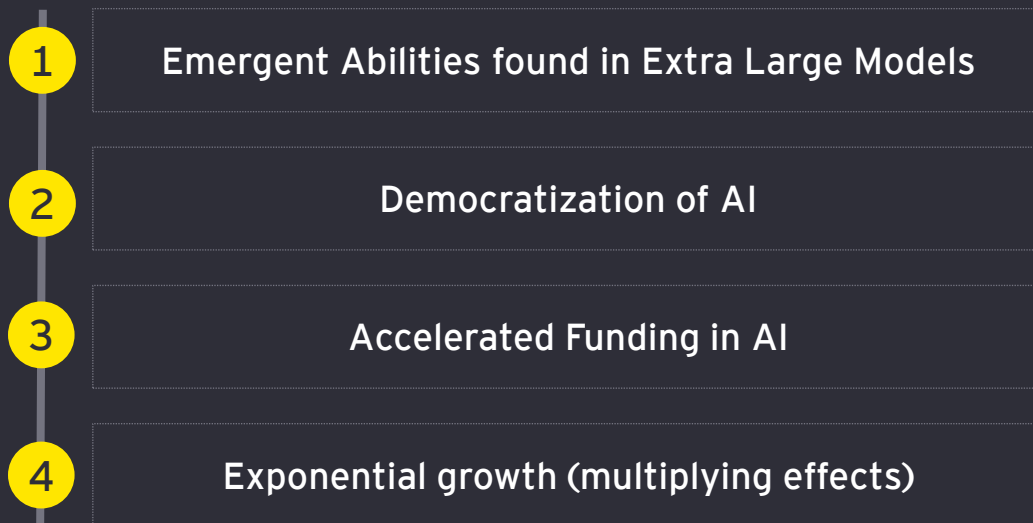 1
Emergent Abilities found in Extra Large Models
2
Democratization of AI
3
Accelerated Funding in AI
4
Exponential growth (multiplying effects)